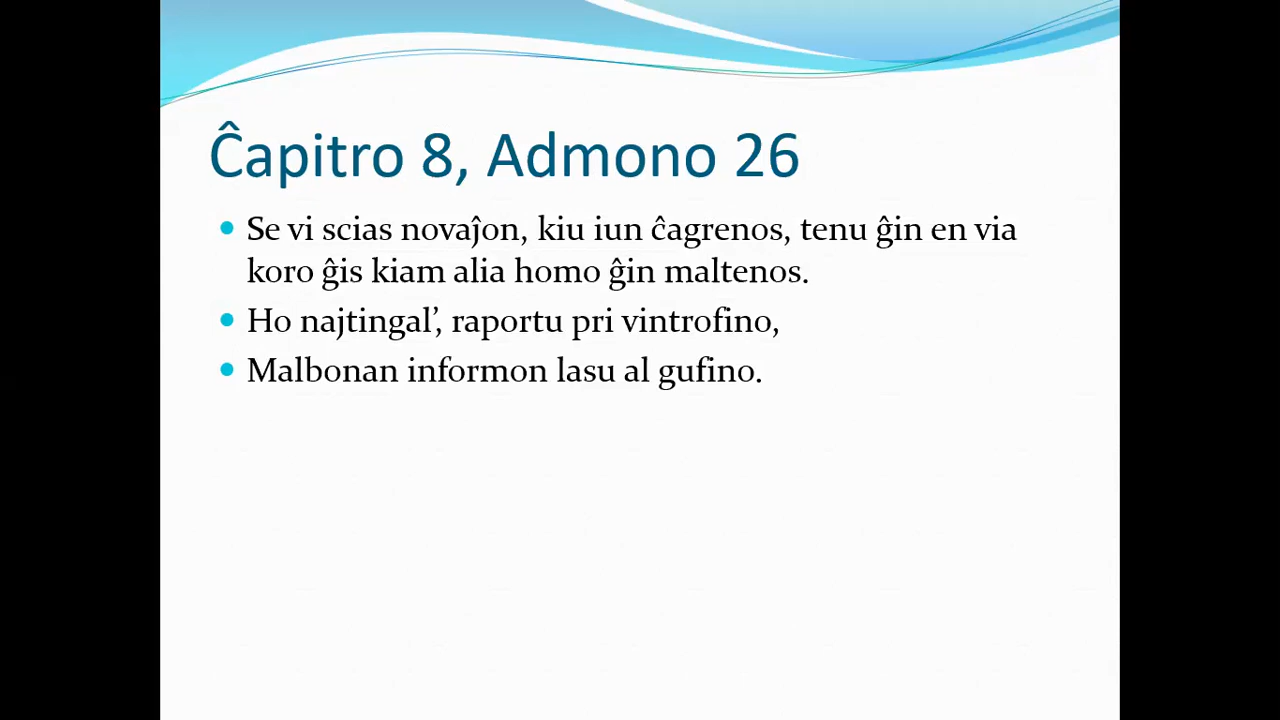 Ĉapitro 8, Admono 26
Se vi scias novaĵon, kiu iun ĉagrenos, tenu ĝin en via
koro ĝis kiam alia homo ĝin maltenos.
Ho najtingal’, raportu pri vintrofino,
Malbonan informon lasu al gufino.